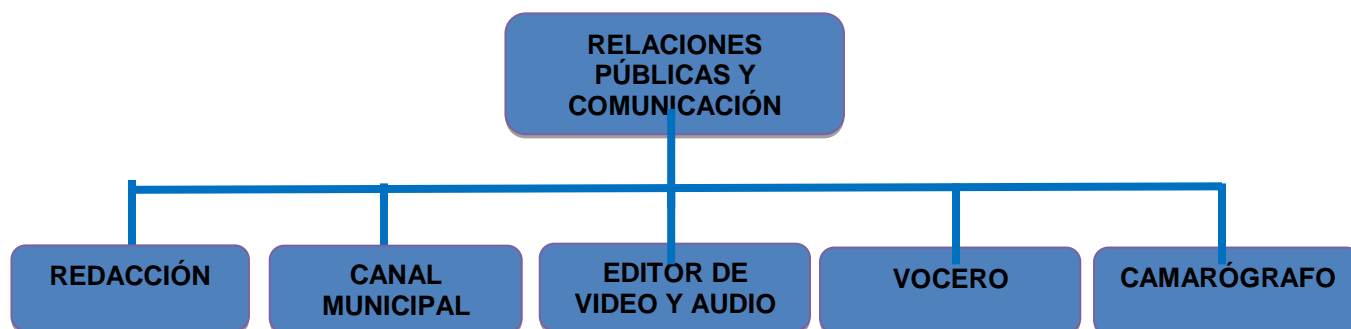 RELACIONES
PÚBLICAS Y
COMUNICACIÓN
REDACCIÓN
CANAL
MUNICIPAL
EDITOR DE
VIDEO Y AUDIO
VOCERO
CAMARÓGRAFO